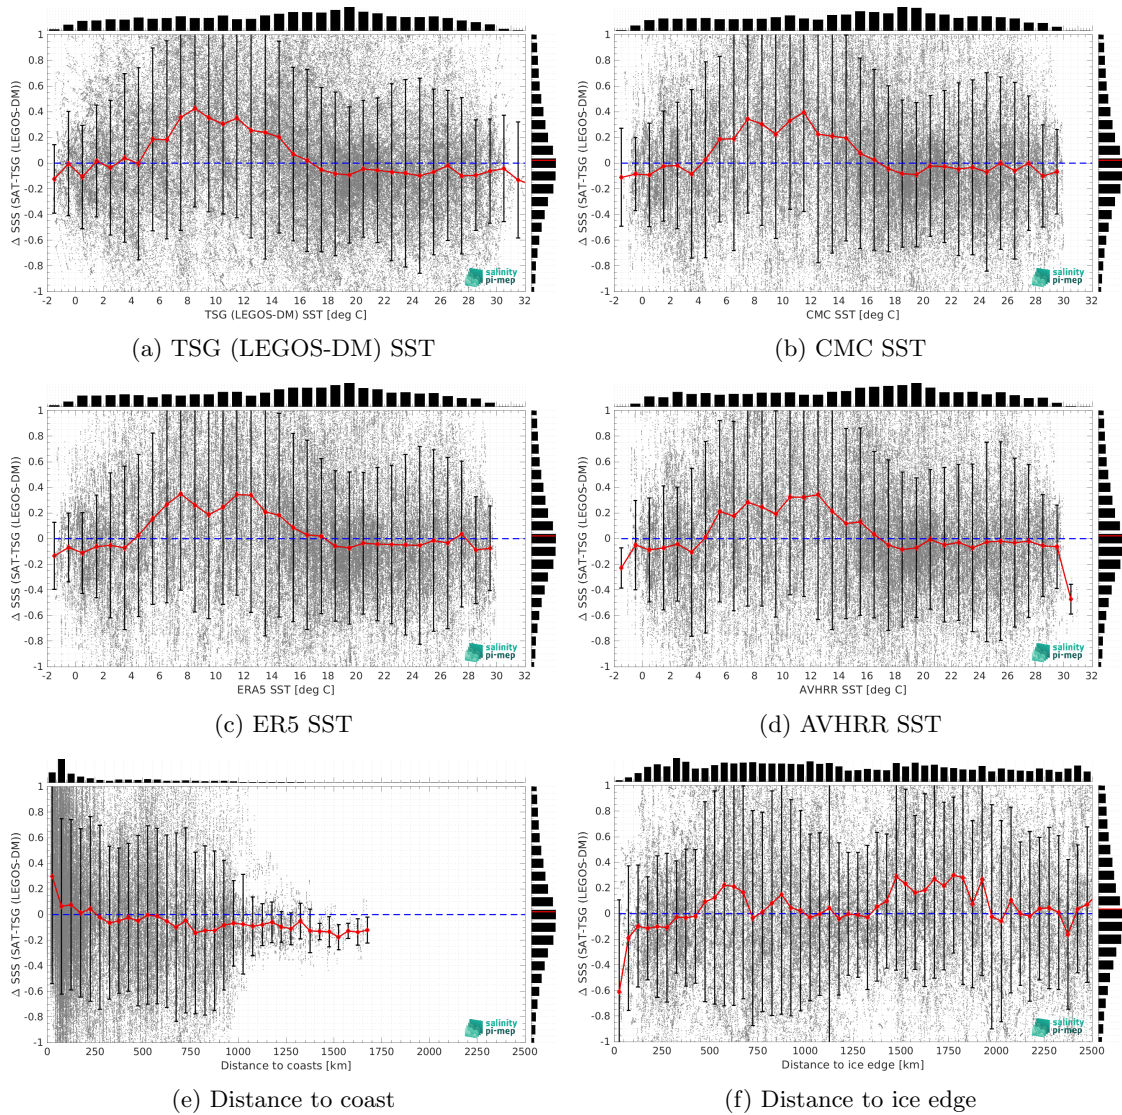 1
0.8
0.6
0.4
0.2
0
-0.2
-0.4
-0.6
-0.8
-1
Δ SSS (SAT-TSG (LEGOS-DM))
salinity
pi-mep
-2 0 2 4 6 8 10 12 14 16 18 20 22 24 26 28 30 32
TSG (LEGOS-DM) SST [deg C]
(a) TSG (LEGOS-DM) SST
1
0.8
0.6
0.4
0.2
0
-0.2
-0.4
-0.6
-0.8
-1
Δ SSS (SAT-TSG (LEGOS-DM))
salinity
pi-mep
-2 0 2 4 6 8 10 12 14 16 18 20 22 24 26 28 30 32
CMC SST [deg C]
(b) CMC SST
1
0.8
0.6
0.4
0.2
0
-0.2
-0.4
-0.6
-0.8
-1
Δ SSS (SAT-TSG (LEGOS-DM))
salinity
pi-mep
-2 0 2 4 6 8 10 12 14 16 18 20 22 24 26 28 30 32
ERA5 SST [deg C]
(c) ER5 SST
1
0.8
0.6
0.4
0.2
0
-0.2
-0.4
-0.6
-0.8
-1
Δ SSS (SAT-TSG (LEGOS-DM))
salinity
pi-mep
-2 0 2 4 6 8 10 12 14 16 18 20 22 24 26 28 30 32
AVHRR SST [deg C]
(d) AVHRR SST
1
0.8
0.6
0.4
0.2
0
-0.2
-0.4
-0.6
-0.8
-1
Δ SSS (SAT-TSG (LEGOS-DM))
salinity
pi-mep
0 250 500 750 1000 1250 1500 1750 2000 2250 2500
Distance to coasts [km]
(e) Distance to coast
1
0.8
0.6
0.4
0.2
0
-0.2
-0.4
-0.6
-0.8
-1
Δ SSS (SAT-TSG (LEGOS-DM))
salinity
pi-mep
0 250 500 750 1000 1250 1500 1750 2000 2250 2500
Distance to ice edge [km]
(f) Distance to ice edge